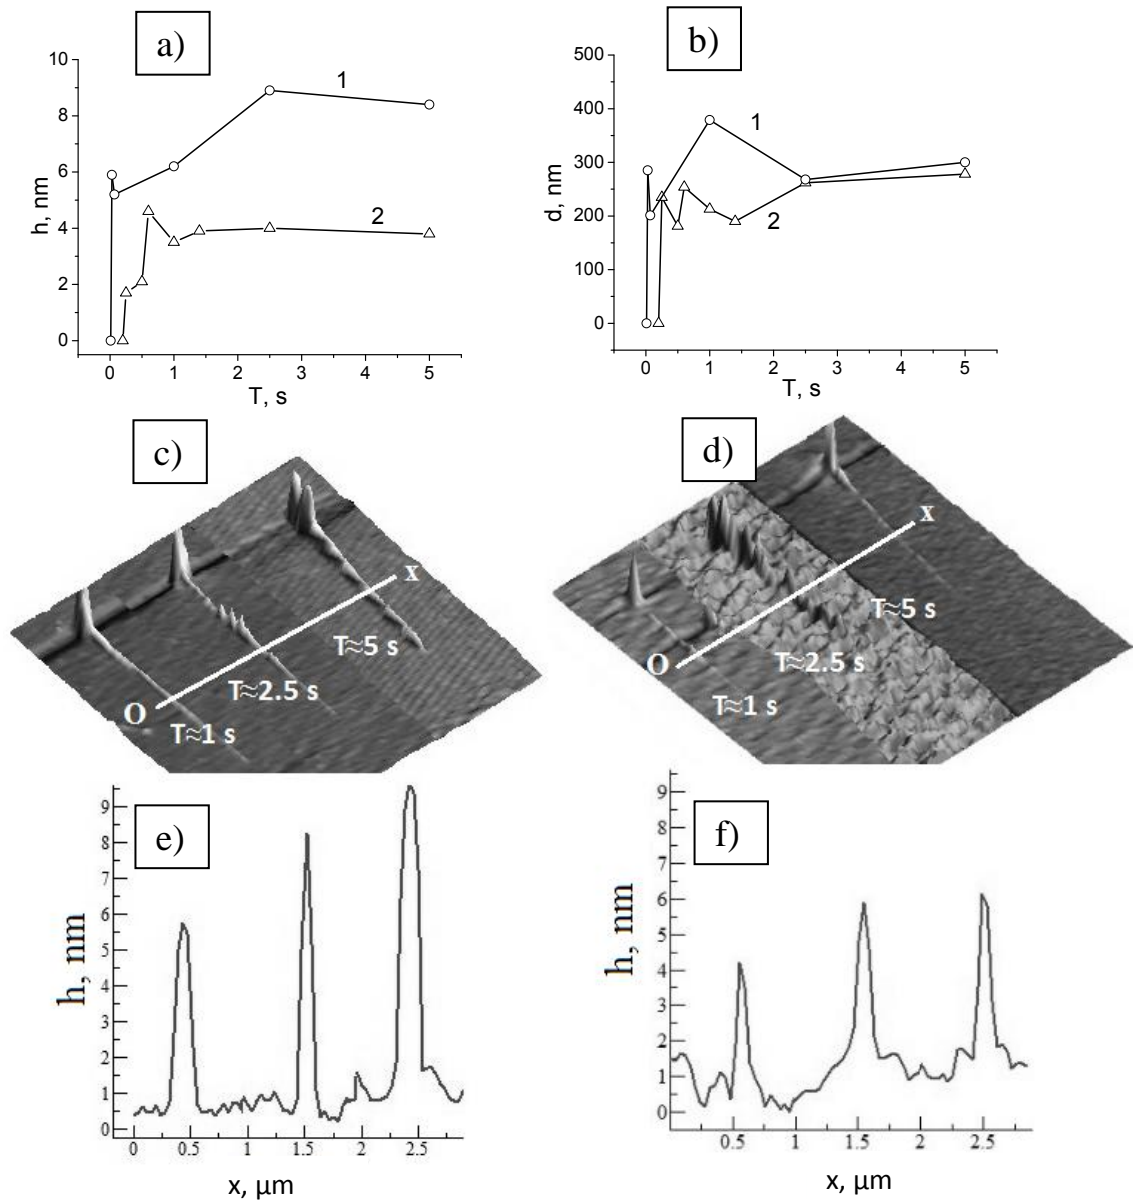 a)
10
8
6
4
2
0
h, nm
1
2
0 1 2 3 4 5
T, s
b)
500
400
300
200
100
0
d, nm
1
2
0 1 2 3 4 5
T, s
c)
x
T≈5 s
T≈2.5 s
O
T≈1 s
d)
x
T≈5 s
O
T≈2.5 s
T≈1 s
e)
9
8
7
6
5
4
3
2
1
0
h, nm
0 0.5 1 1.5 2 2.5
x, μm
f)
9
8
7
6
5
4
3
2
1
0
h, nm
0.5 1 1.5 2 2.5
x, μm